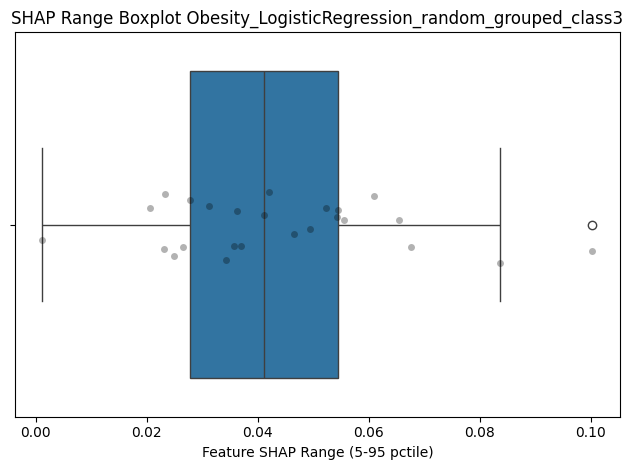 SHAP Range Boxplot Obesity_LogisticRegression_random_grouped_class3
0.00 0.02 0.04 0.06 0.08 0.10
Feature SHAP Range (5-95 pctile)